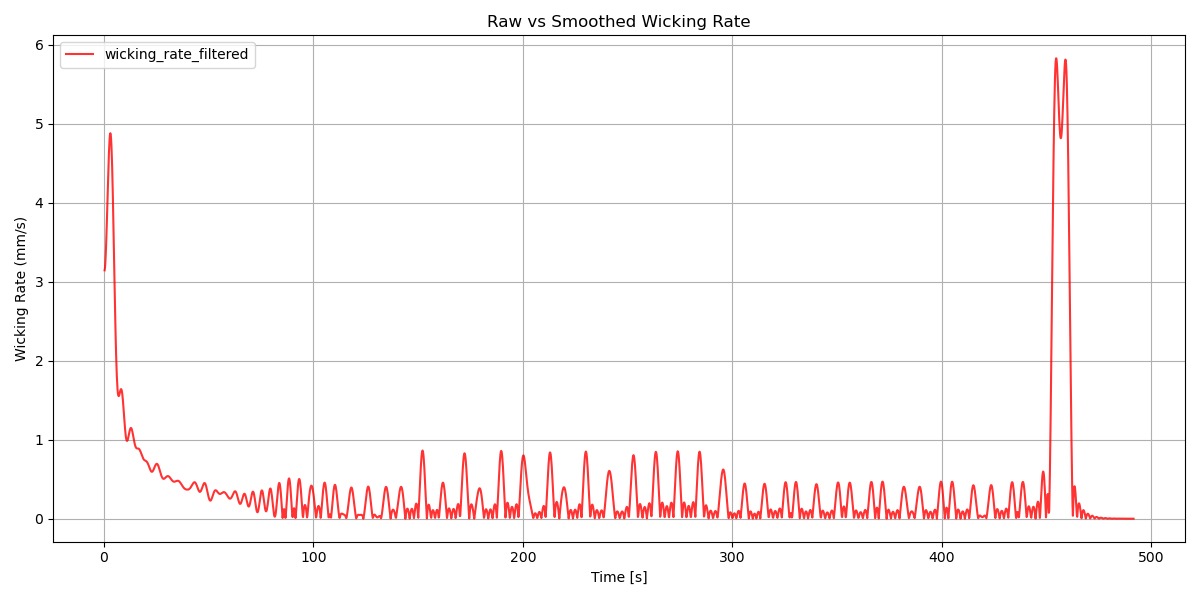 Raw vs Smoothed Wicking Rate
wicking_rate_filtered
Wicking Rate (mm/s)
6
5
4
3
2
1
0
0 100 200 300 400 500
Time [s]